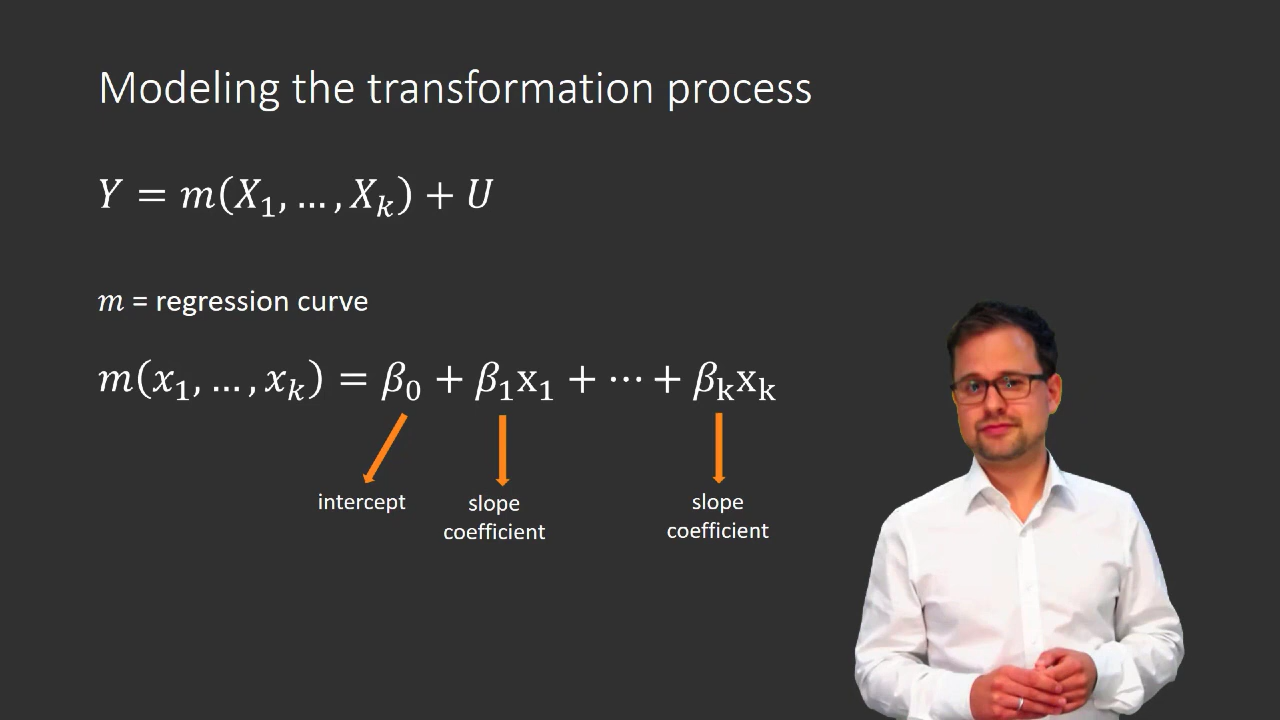 Modeling the transformation process
𝑌 = 𝑚(𝑋₁, … , 𝑋ₖ) + 𝑈
𝑚 = regression curve
𝑚(𝑥₁, … , 𝑥ₖ) = 𝛽₀ + 𝛽₁x₁ + ⋯ + 𝛽ₖxₖ
intercept slope slope
coefficient coefficient